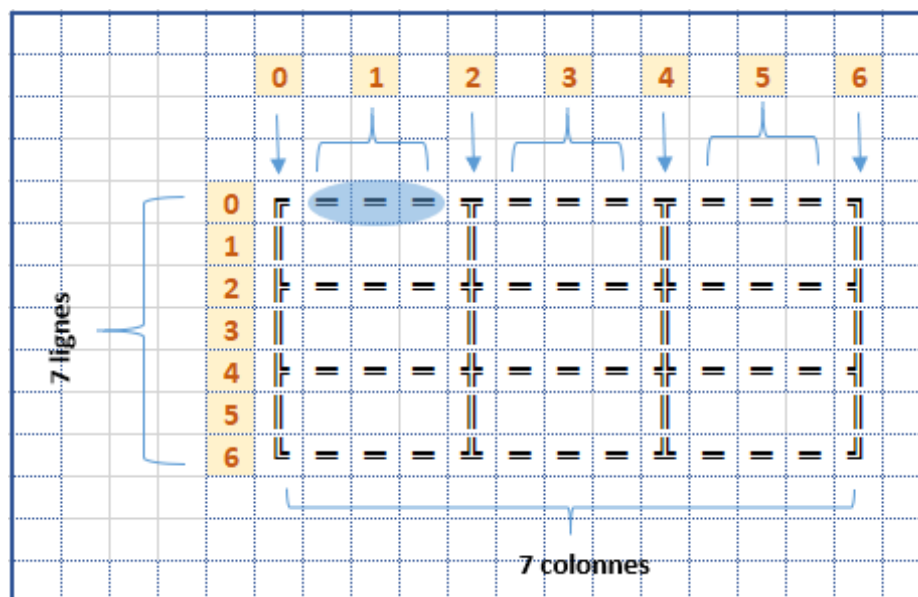 0 1 2 3 4 5 6
0 ╔ ═ ═ ═ ╦ ═ ═ ═ ╦ ═ ═ ═ ╗
1 ║ ║ ║ ║
2 ╠ ═ ═ ═ ╬ ═ ═ ═ ╬ ═ ═ ═ ╣
3 ║ ║ ║ ║
4 ╠ ═ ═ ═ ╬ ═ ═ ═ ╬ ═ ═ ═ ╣
5 ║ ║ ║ ║
6 ╚ ═ ═ ═ ╩ ═ ═ ═ ╩ ═ ═ ═ ╝
7 lignes
7 colonnes